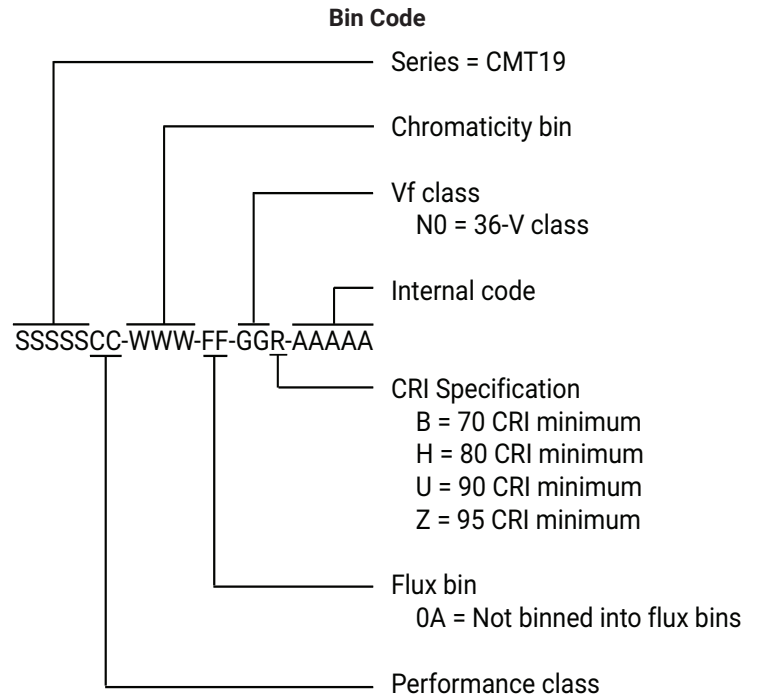 Bin Code
Series = CMT19
Chromaticity bin
Vf class
N0 = 36-V class
Internal code
SSSSSCC-WWW-FF-GGR-AAAAA
CRI Specification
B = 70 CRI minimum
H = 80 CRI minimum
U = 90 CRI minimum
Z = 95 CRI minimum
Flux bin
0A = Not binned into flux bins
Performance class